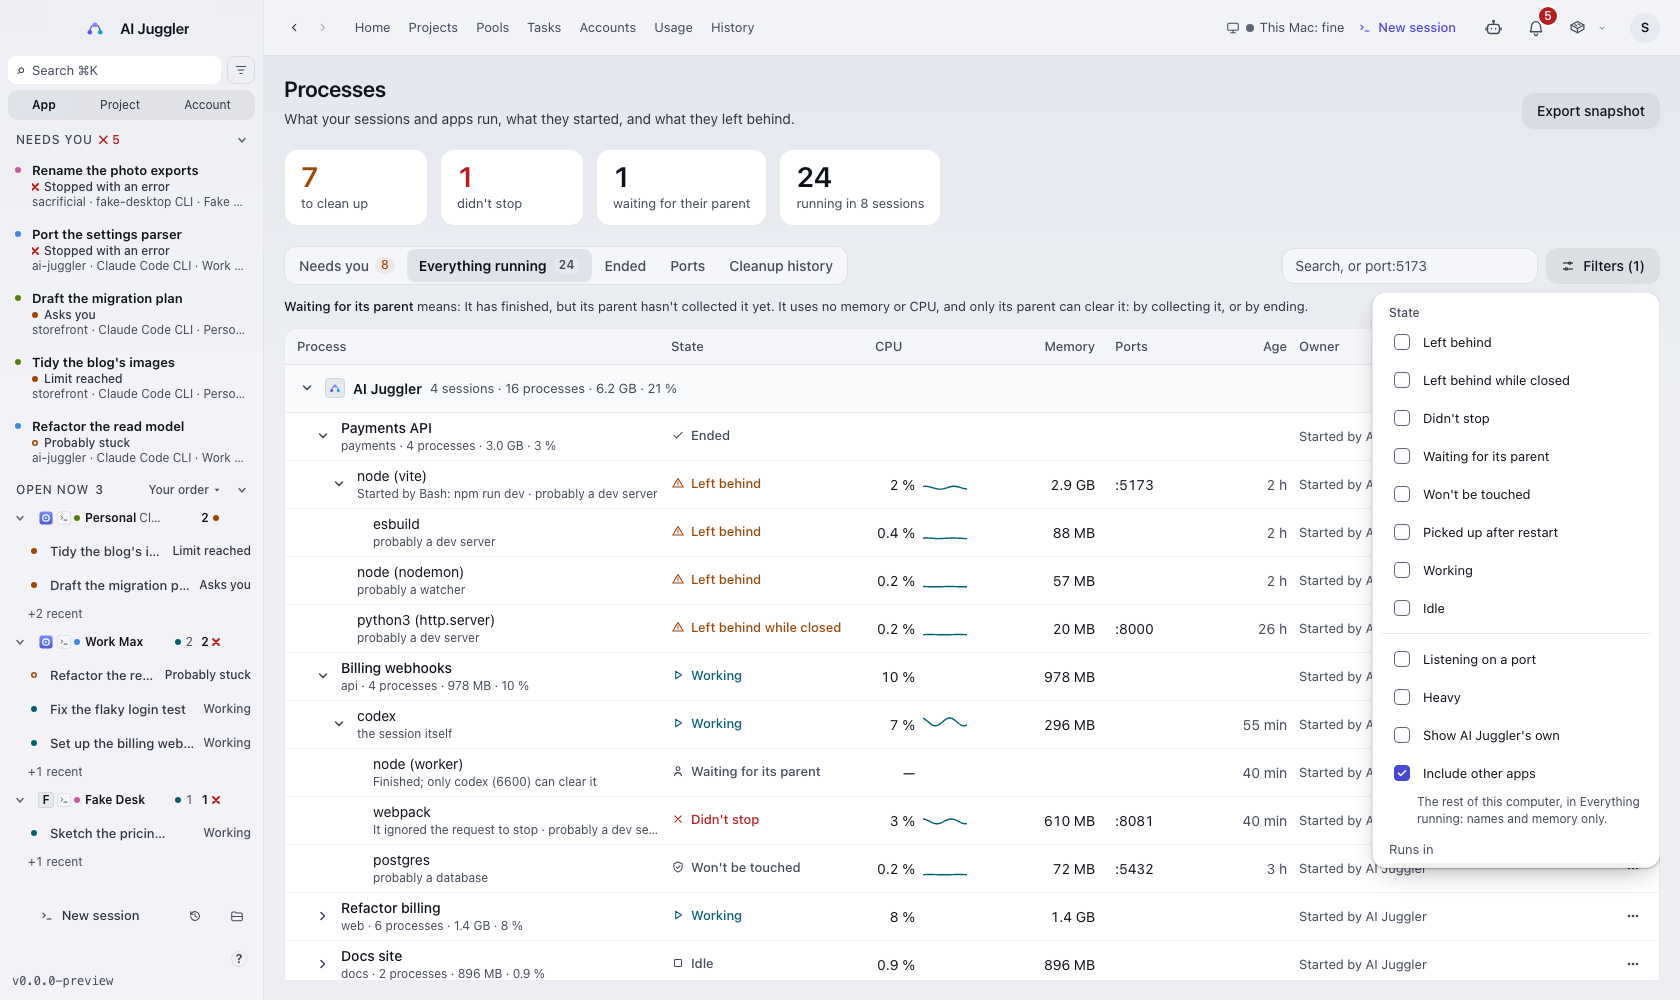 AI Juggler
Search ⌘K
App Project Account
NEEDS YOU 5
Rename the photo exports
Stopped with an error
sacrificial · fake-desktop CLI · Fake ...
Port the settings parser
Stopped with an error
ai-juggler · Claude Code CLI · Work ...
Draft the migration plan
Asks you
storefront · Claude Code CLI · Perso...
Tidy the blog's images
Limit reached
storefront · Claude Code CLI · Perso...
Refactor the read model
Probably stuck
ai-juggler · Claude Code CLI · Work ...
OPEN NOW 3 Your order
Personal Cl... 2
Tidy the blog's i... Limit reached
Draft the migration p... Asks you
+2 recent
Work Max 2 2
Refactor the re... Probably stuck
Fix the flaky login test Working
Set up the billing web... Working
+1 recent
F Fake Desk 1 1
Sketch the pricin... Working
+1 recent
New session
?
v0.0.0-preview
Home Projects Pools Tasks Accounts Usage History
This Mac: fine New session 5 S
Processes
What your sessions and apps run, what they started, and what they left behind.
Export snapshot
7 to clean up
1 didn't stop
1 waiting for their parent
24 running in 8 sessions
Needs you 8 Everything running 24 Ended Ports Cleanup history
Search, or port:5173
Filters (1)
Waiting for its parent means: It has finished, but its parent hasn't collected it yet. It uses no memory or CPU, and only its parent can clear it: by collecting it, or by ending.
Process State CPU Memory Ports Age Owner
AI Juggler 4 sessions · 16 processes · 6.2 GB · 21 %
Payments API Ended Started by A
payments · 4 processes · 3.0 GB · 3 %
node (vite) Left behind 2 % 2.9 GB :5173 2 h Started by A
Started by Bash: npm run dev · probably a dev server
esbuild Left behind 0.4 % 88 MB 2 h Started by A
probably a dev server
node (nodemon) Left behind 0.2 % 57 MB 2 h Started by A
probably a watcher
python3 (http.server) Left behind while closed 0.2 % 20 MB :8000 26 h Started by A
probably a dev server
Billing webhooks Working 10 % 978 MB Started by A
api · 4 processes · 978 MB · 10 %
codex Working 7 % 296 MB 55 min Started by A
the session itself
node (worker) Waiting for its parent — 40 min Started by A
Finished; only codex (6600) can clear it
webpack Didn't stop 3 % 610 MB :8081 40 min Started by A
It ignored the request to stop · probably a dev se...
postgres Won't be touched 0.2 % 72 MB :5432 3 h Started by AI Juggler ...
probably a database
Refactor billing Working 8 % 1.4 GB Started by AI Juggler ...
web · 6 processes · 1.4 GB · 8 %
Docs site Idle 0.9 % 896 MB Started by AI Juggler ...
docs · 2 processes · 896 MB · 0.9 %
State
Left behind
Left behind while closed
Didn't stop
Waiting for its parent
Won't be touched
Picked up after restart
Working
Idle
Listening on a port
Heavy
Show AI Juggler's own
Include other apps
The rest of this computer, in Everything
running: names and memory only.
Runs in